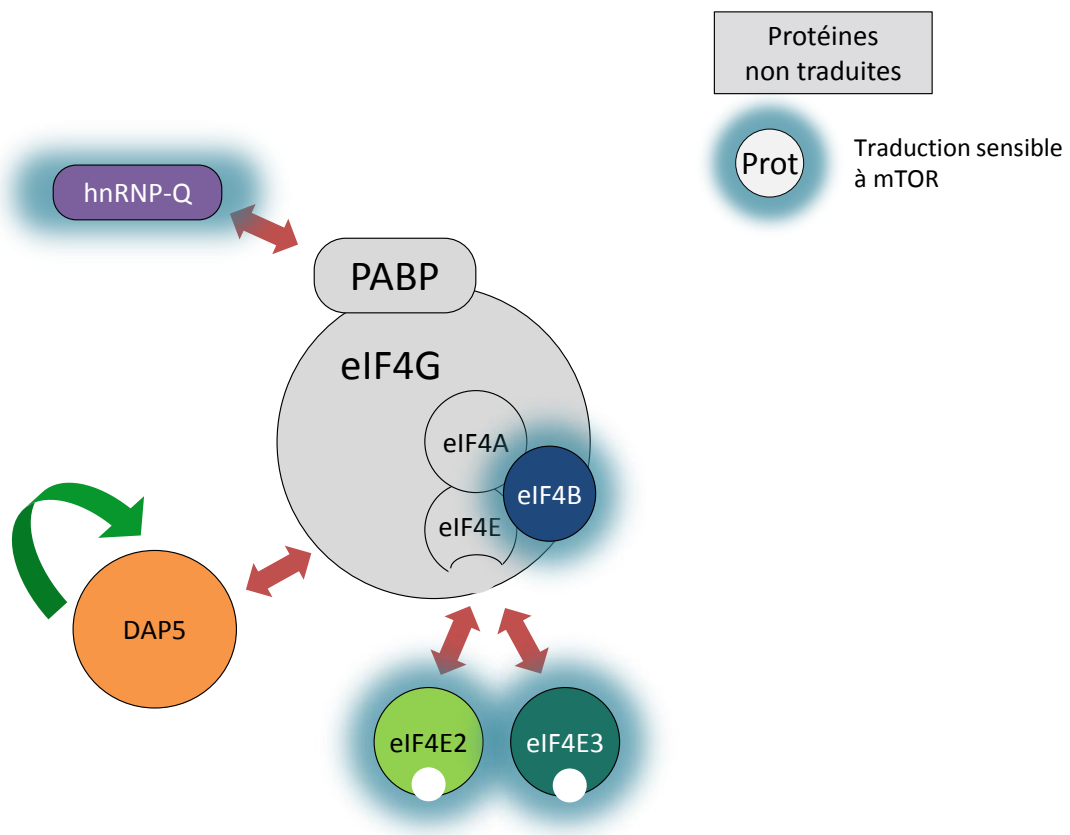 Protéines
non traduites
Prot
Traduction sensible
à mTOR
hnRNP-Q
PABP
eIF4G
eIF4A
eIF4B
eIF4E
DAP5
eIF4E2
eIF4E3